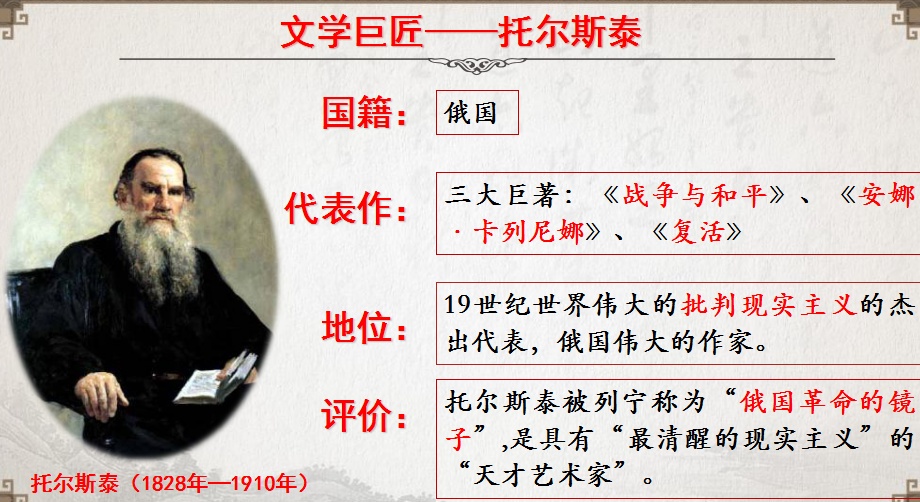 文学巨匠——托尔斯泰
国籍：
俄国
代表作：
三大巨著：《战争与和平》、《安娜
·卡列尼娜》、《复活》
地位：
19世纪世界伟大的批判现实主义的杰
出代表，俄国伟大的作家。
评价：
托尔斯泰被列宁称为“俄国革命的镜
子”,是具有“最清醒的现实主义”的
“天才艺术家”。
托尔斯泰（1828年—1910年）